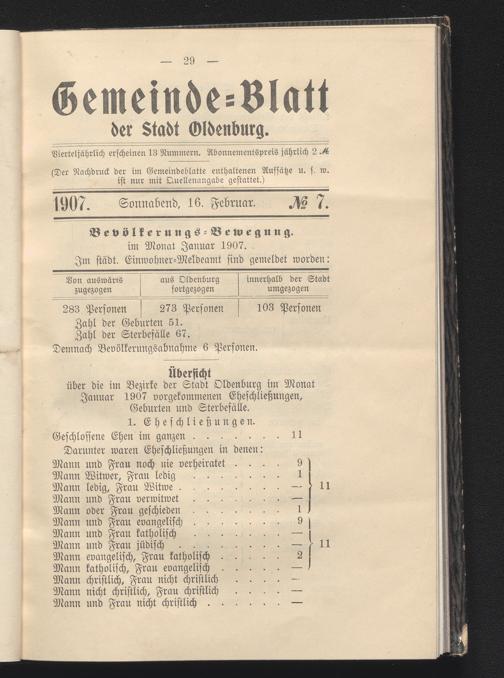 — 29 —
Gemeinde=Blatt
der Stadt Oldenburg.
Vierteljährlich erscheinen 13 Nummern. Abonnementspreis jährlich 2 ℳ
(Der Nachdruck der im Gemeindeblatte enthaltenen Aufsätze u. s. w.
ist nur mit Quellenangabe gestattet.)
1907. Sonnabend, 16. Februar. № 7.
Bevölkerungs=Bewegung.
im Monat Januar 1907.
Im städt. Einwohner=Meldeamt sind gemeldet worden:
Von auswärts zugezogen | aus Oldenburg fortgezogen | innerhalb der Stadt umgezogen
283 Personen | 273 Personen | 103 Personen
Zahl der Geburten 51.
Zahl der Sterbefälle 67.
Demnach Bevölkerungsabnahme 6 Personen.
Übersicht
über die im Bezirke der Stadt Oldenburg im Monat
Januar 1907 vorgekommenen Eheschließungen,
Geburten und Sterbefälle.
1. Eheschließungen.
Geschlossene Ehen im ganzen . . . . . . . 11
Darunter waren Eheschließungen in denen:
Mann und Frau noch nie verheiratet . . . . 9
Mann Witwer, Frau ledig . . . . . . . 1
Mann ledig, Frau Witwe . . . . . . . — 11
Mann und Frau verwitwet . . . . . . —
Mann oder Frau geschieden . . . . . . 1
Mann und Frau evangelisch . . . . . . 9
Mann und Frau katholisch . . . . . . —
Mann und Frau jüdisch . . . . . . . — 11
Mann evangelisch, Frau katholisch . . . . 2
Mann katholisch, Frau evangelisch . . . . —
Mann christlich, Frau nicht christlich . . . . —
Mann nicht christlich, Frau christlich . . . . —
Mann und Frau nicht christlich . . . . . —